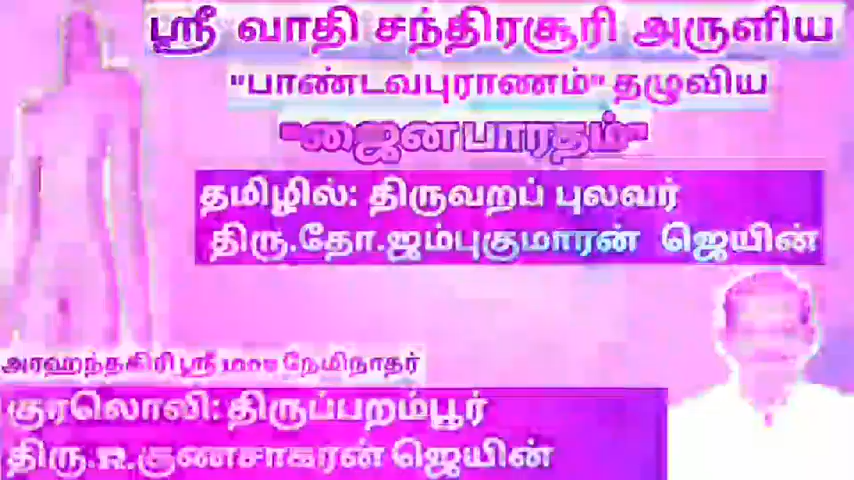 ஸ்ரீ வாதி சந்திரசூரி அருளிய
"பாண்டவபுராணம்" தழுவிய
"ஜைனபாரதம்"
தமிழில்: திருவறப் புலவர்
திரு.தோ.ஜம்புகுமாரன் ஜெயின்
அரஹந்தகிரி ஸ்ரீ நேமிநாதர்
குரலொலி: திருப்பறம்பூர்
திரு.ஐ.குணசாகரன் ஜெயின்